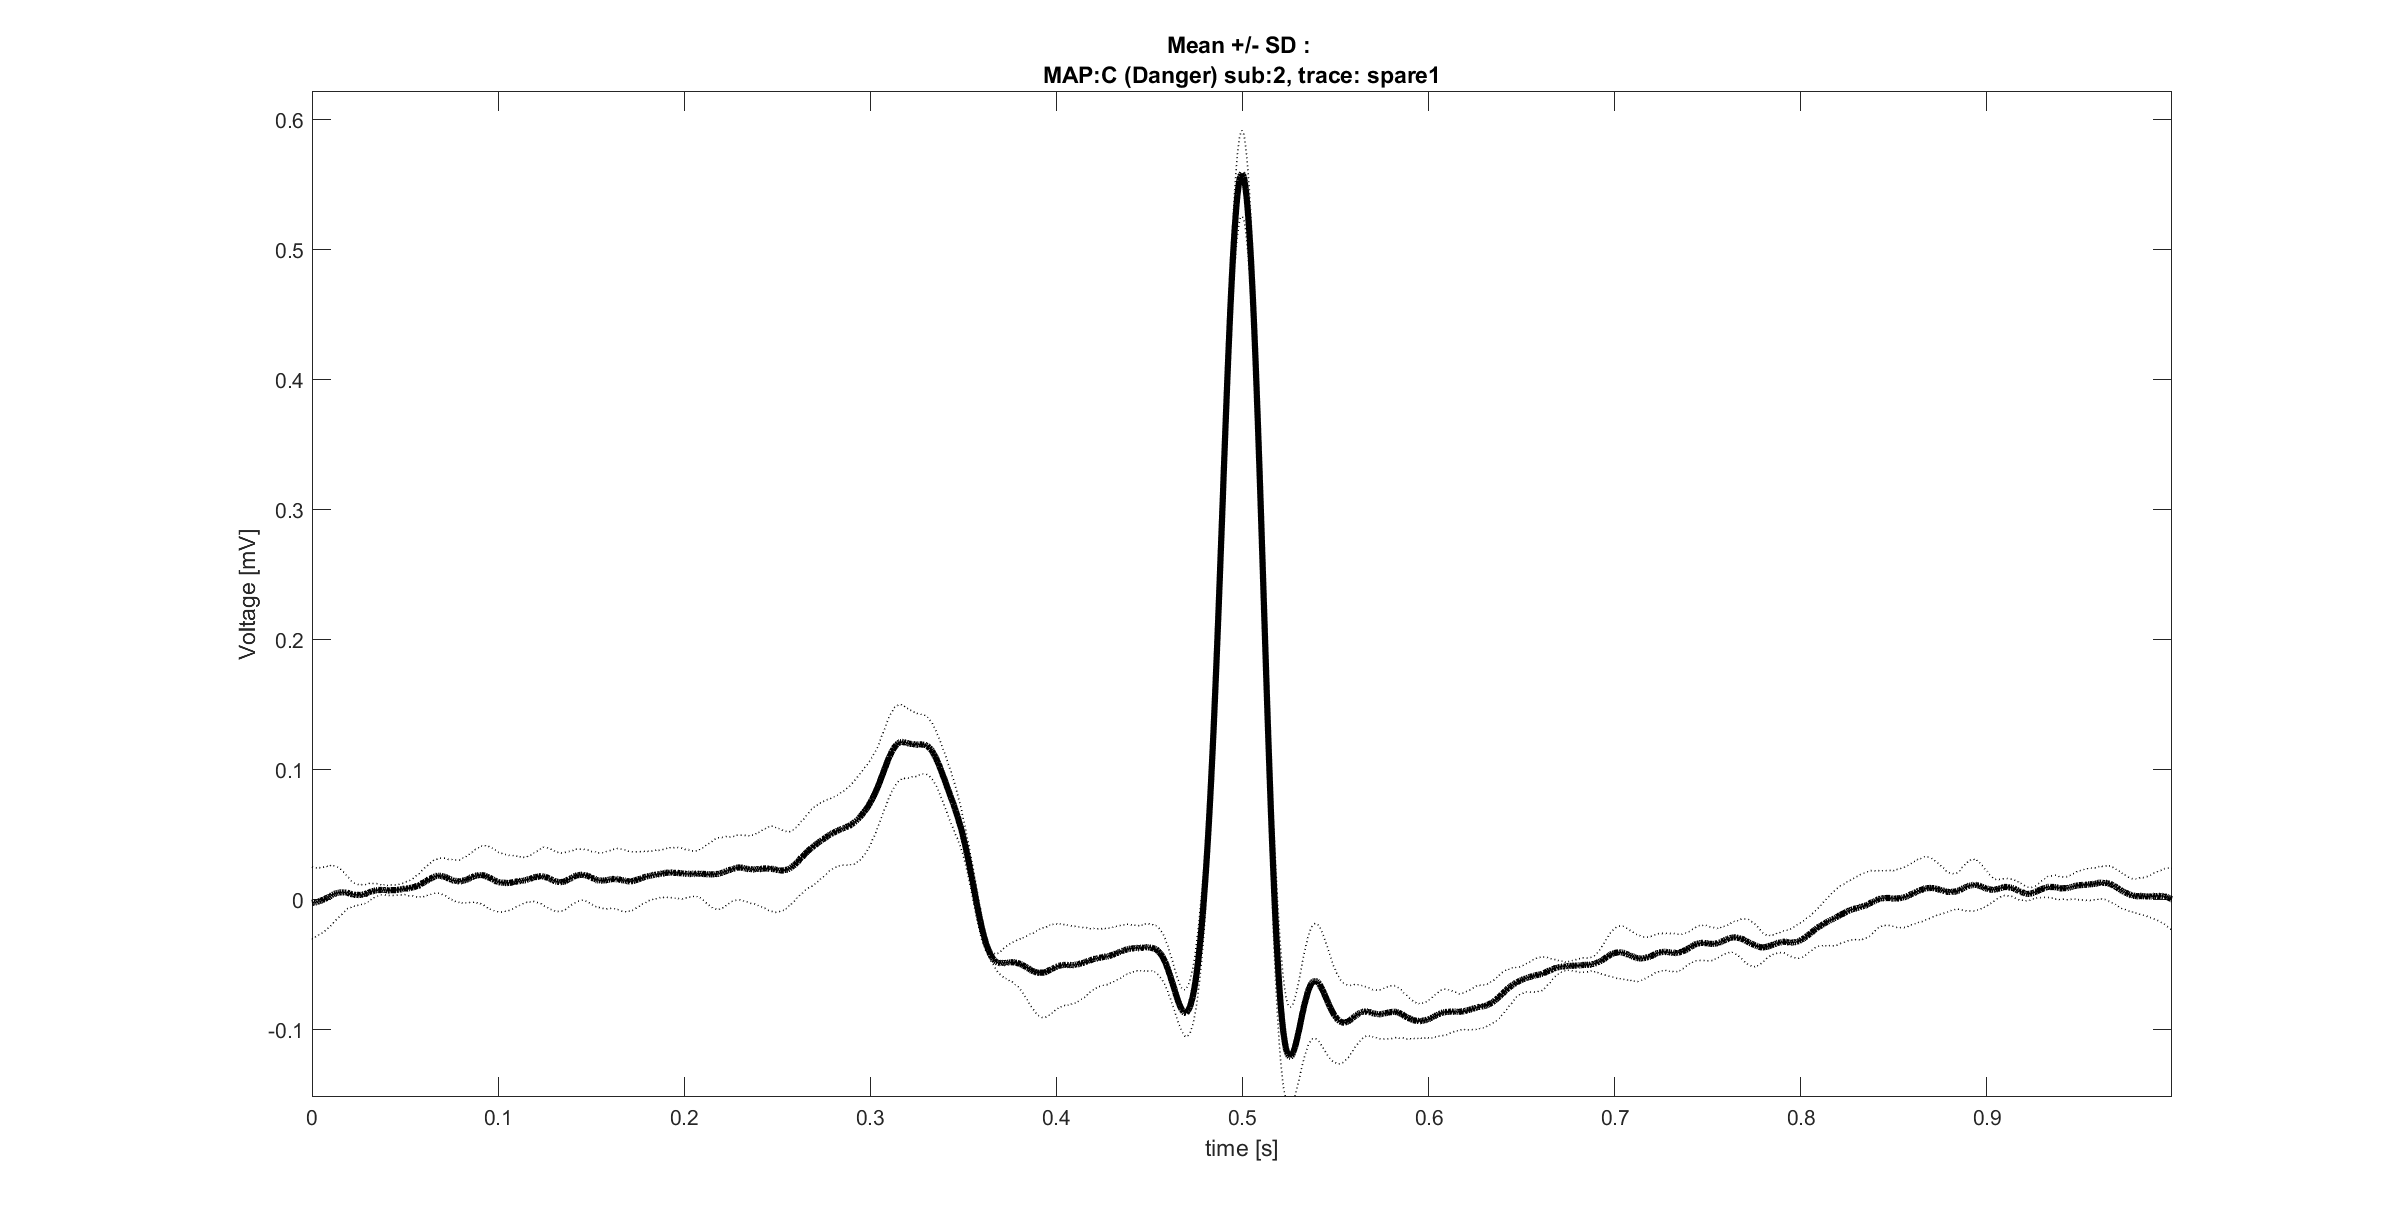 Mean +/- SD :
MAP:C (Danger) sub:2, trace: spare1
0.6
0.5
0.4
0.3
0.2
0.1
0
-0.1
Voltage [mV]
0 0.1 0.2 0.3 0.4 0.5 0.6 0.7 0.8 0.9
time [s]